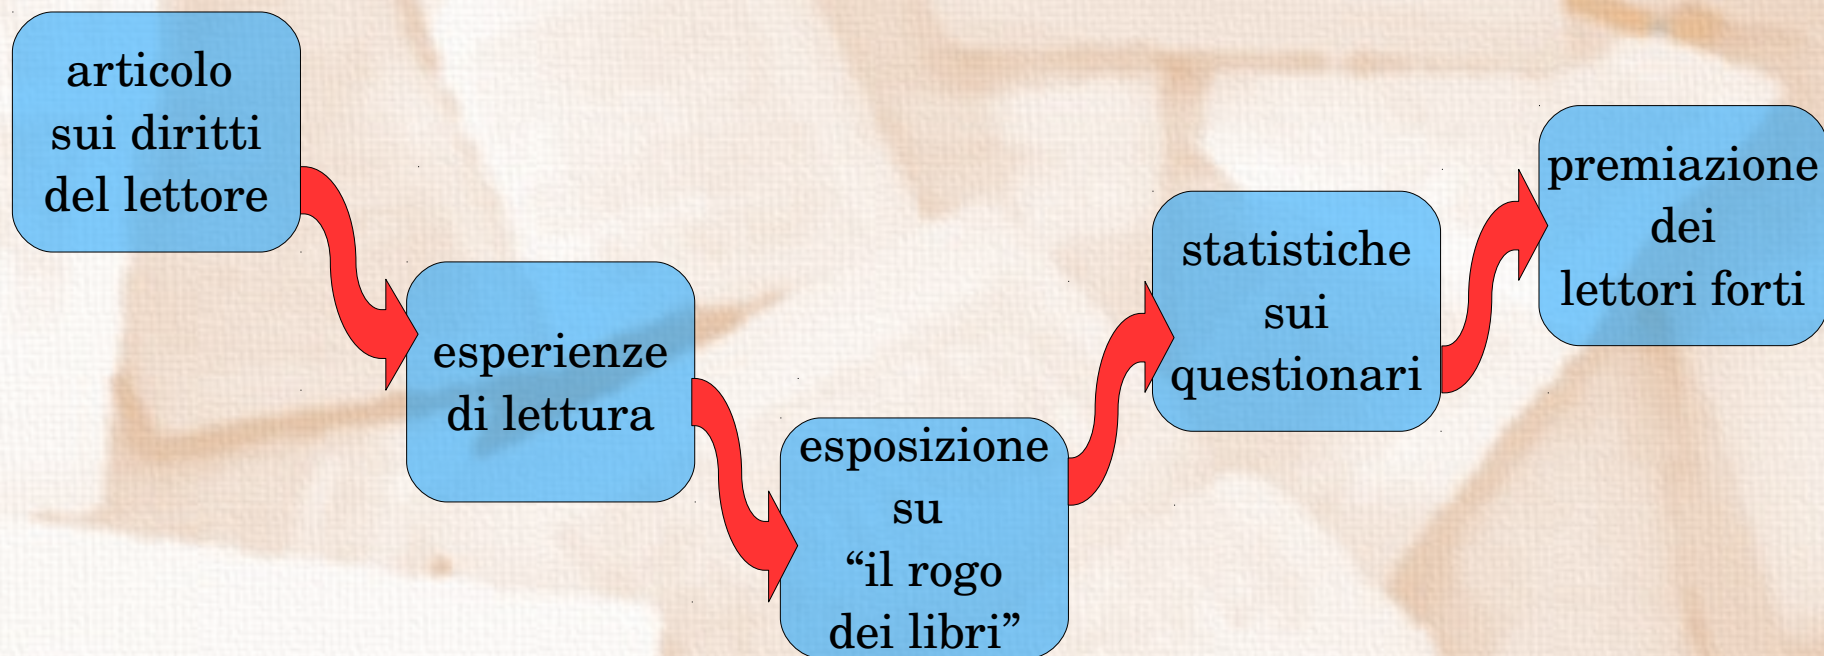 articolo
sui diritti
del lettore
esperienze
di lettura
esposizione
su
“il rogo
dei libri”
statistiche
sui
questionari
premiazione
dei
lettori forti